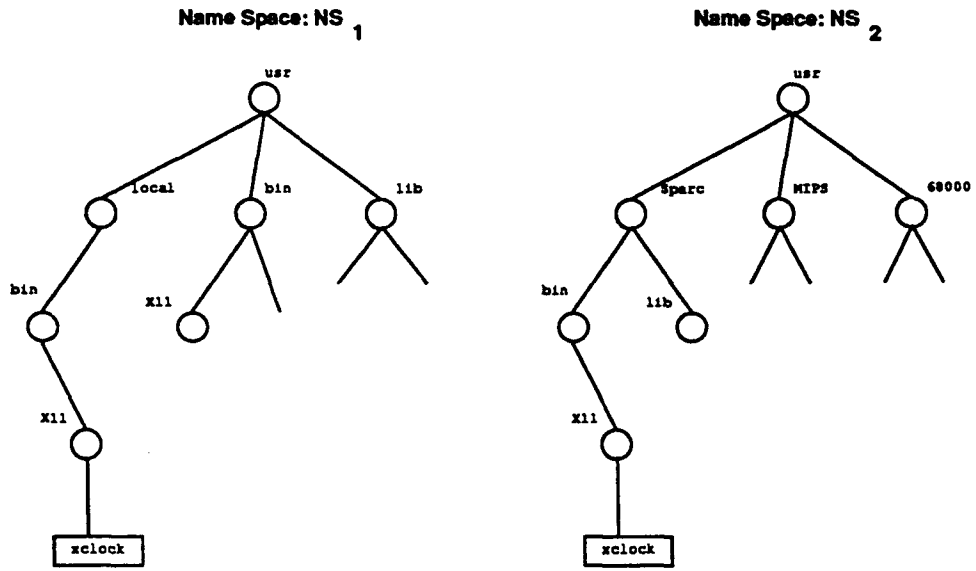 Name Space: NS 1
Name Space: NS 2
usr
usr
local
bin
lib
Sparc
MIPS
68000
bin
X11
bin
lib
X11
X11
xclock
xclock